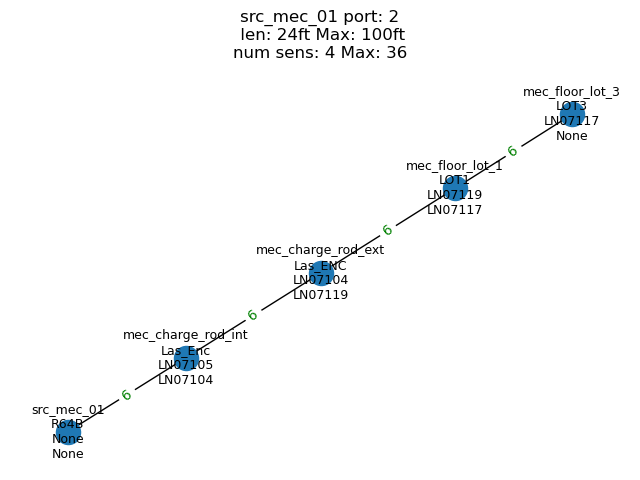 src_mec_01 port: 2
len: 24ft Max: 100ft
num sens: 4 Max: 36
mec_floor_lot_3
LOT3
LN07117
None
6
mec_floor_lot_1
LOT1
LN07119
LN07117
6
mec_charge_rod_ext
Las_ENC
LN07104
LN07119
6
mec_charge_rod_int
Las_Enc
LN07105
LN07104
6
src_mec_01
R64B
None
None